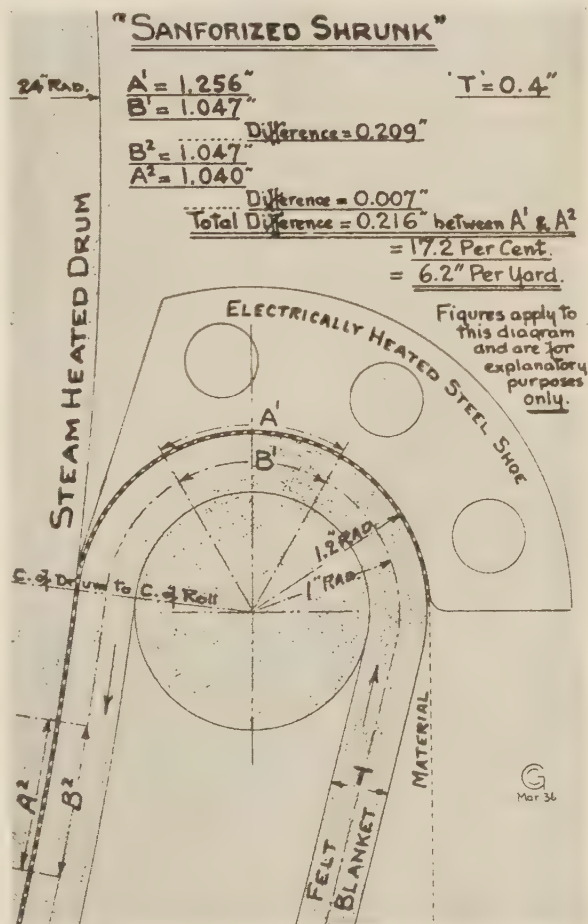 "SANFORIZED SHRUNK"
24" RAD.
A¹ = 1.256"
'T' = 0.4"
B¹ = 1.047"
Difference = 0.209"
B² = 1.047"
A² = 1.040"
Difference = 0.007"
Total Difference = 0.216" between A¹ & A²
= 17.2 Per Cent.
= 6.2" Per Yard.
Figures apply to
this diagram
and are for
explanatory
purposes
only.
STEAM HEATED DRUM
ELECTRICALLY HEATED STEEL SHOE
A¹
B¹
1.2" RAD.
1" RAD.
C. of Drum to C. of Roll
A²
B²
T
FELT
BLANKET
MATERIAL
CG
Mar 36